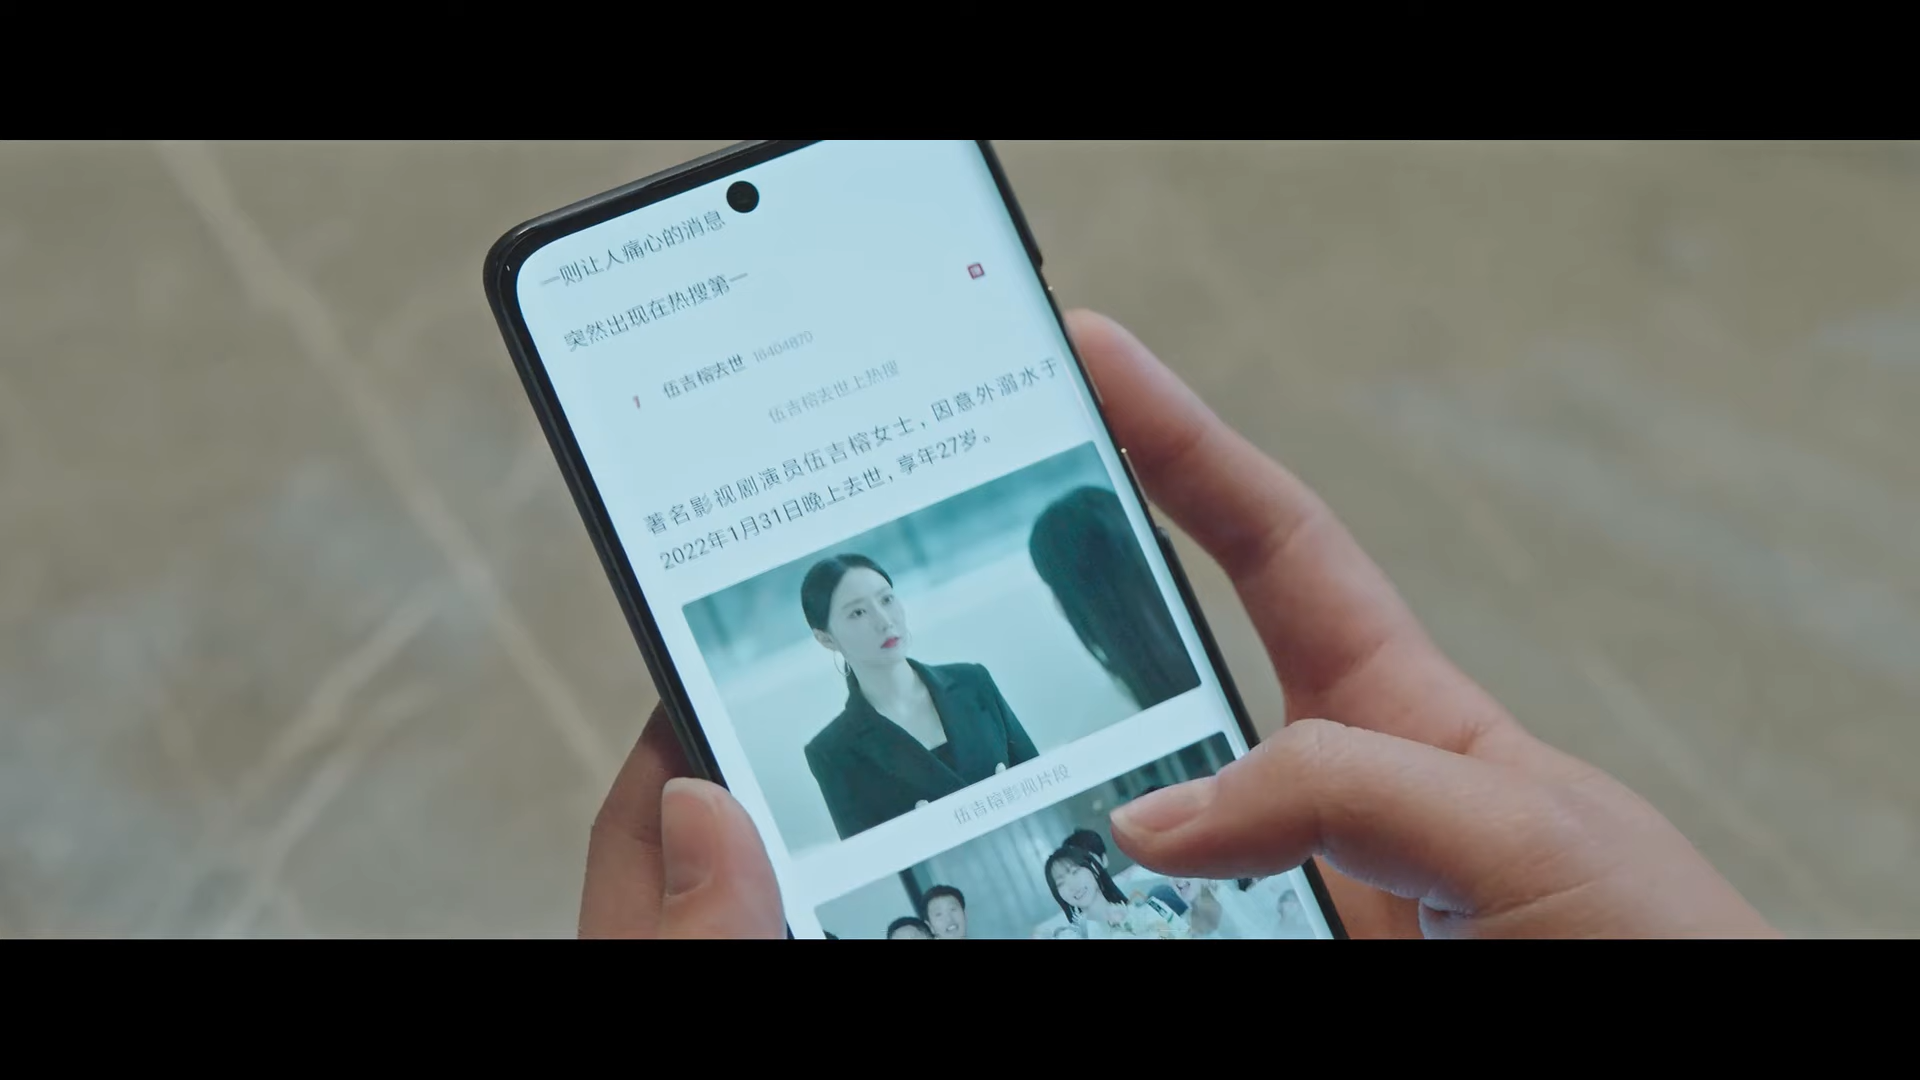 一则让人痛心的消息
突然出现在热搜第一
1 伍吉榕去世 18404870
伍吉榕去世上热搜
著名影视剧演员伍吉榕女士，因意外溺水于
2022年1月31日晚上去世，享年27岁。
伍吉榕影视片段